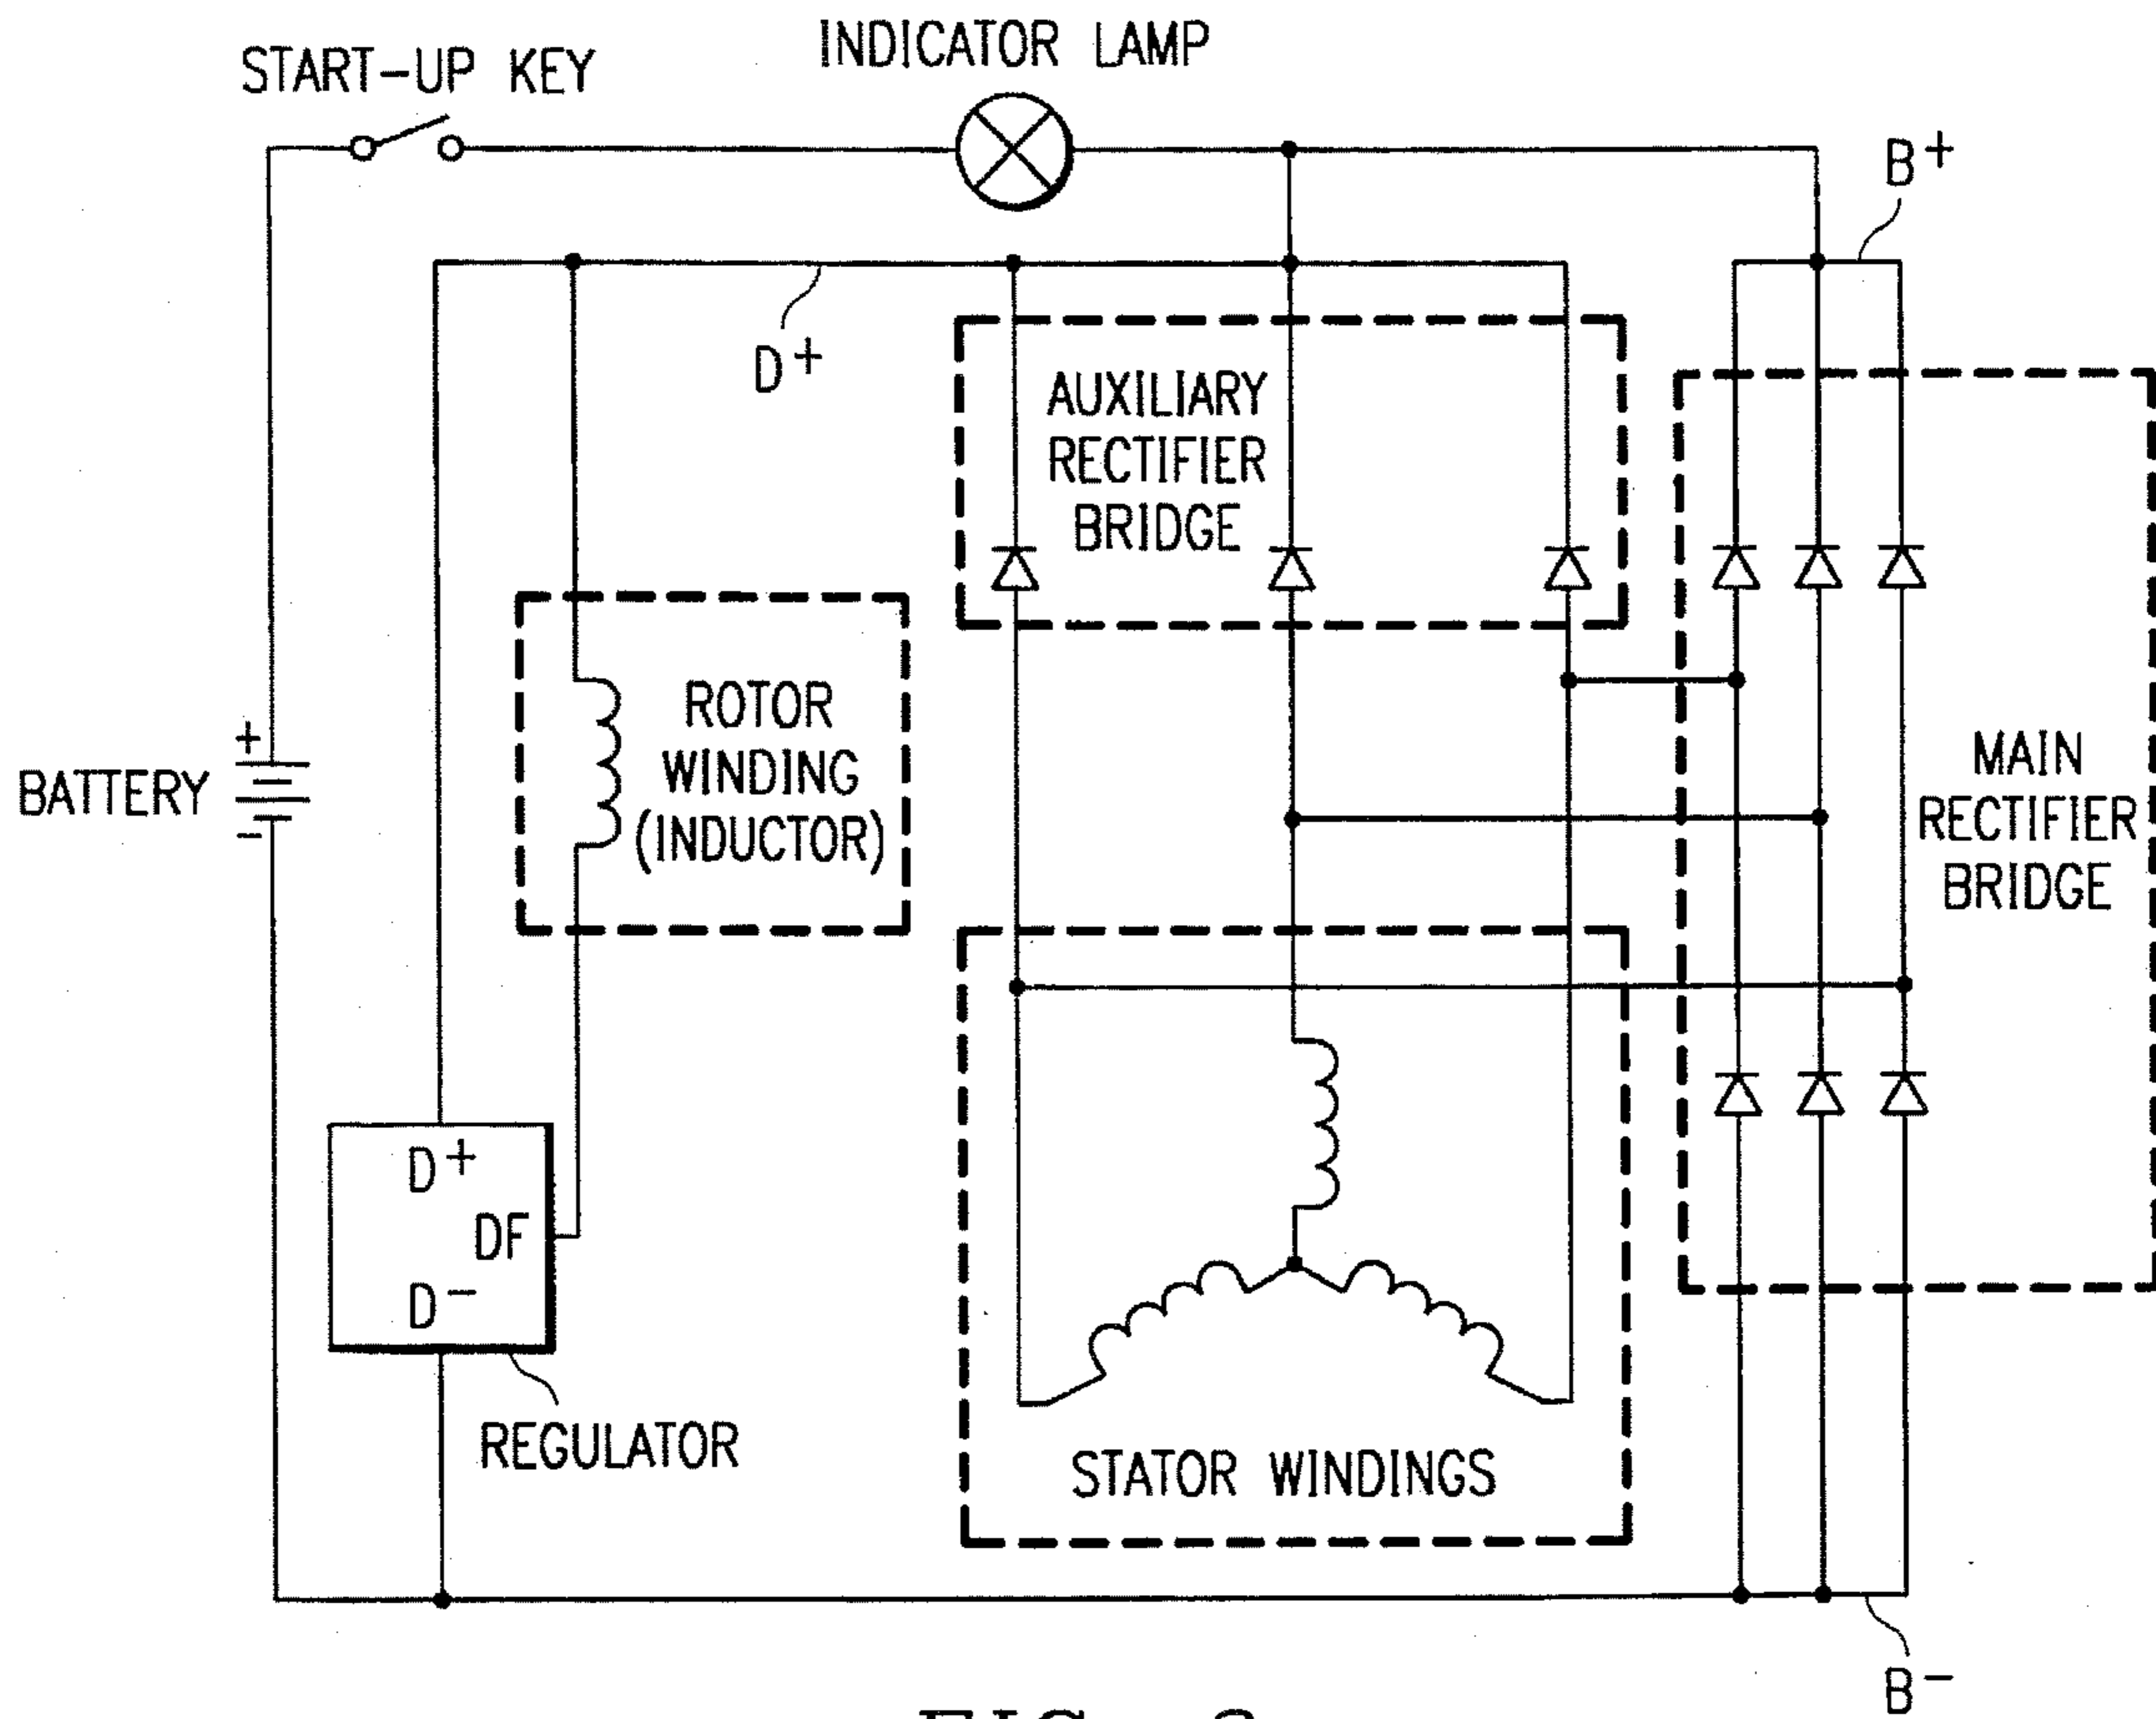 INDICATOR LAMP
START-UP KEY
B+
D+
AUXILIARY
RECTIFIER
BRIDGE
ROTOR
WINDING
(INDUCTOR)
+
BATTERY
-
MAIN
RECTIFIER
BRIDGE
D+
DF
D-
REGULATOR
STATOR WINDINGS
B-